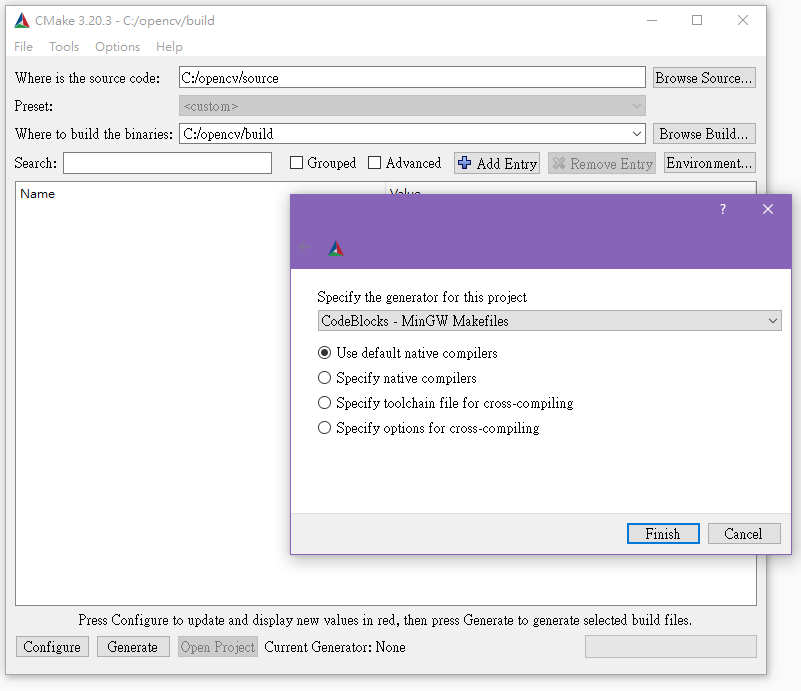 CMake 3.20.3 - C:/opencv/build
File Tools Options Help
Where is the source code: C:/opencv/source Browse Source...
Preset: <custom>
Where to build the binaries: C:/opencv/build Browse Build...
Search: Grouped Advanced Add Entry Remove Entry Environment...
Name Value
?
Specify the generator for this project
CodeBlocks - MinGW Makefiles
Use default native compilers
Specify native compilers
Specify toolchain file for cross-compiling
Specify options for cross-compiling
Finish Cancel
Press Configure to update and display new values in red, then press Generate to generate selected build files.
Configure Generate Open Project Current Generator: None